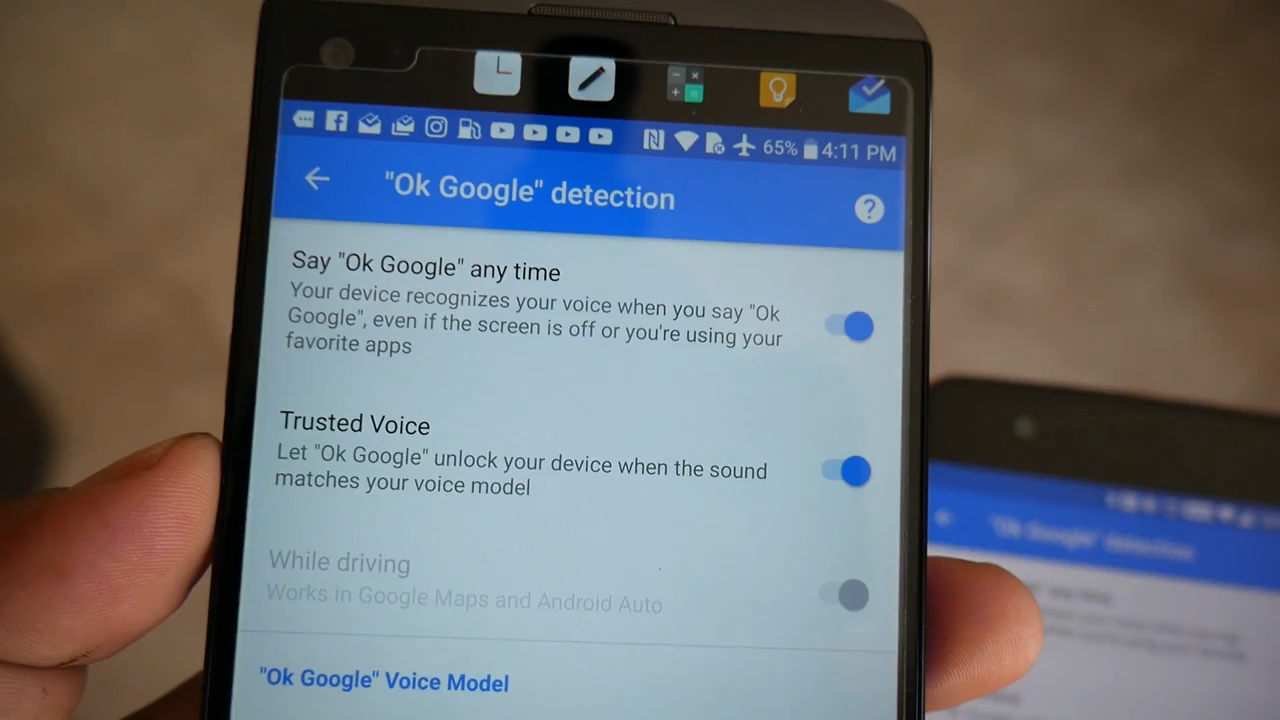 65% 4:11 PM
"Ok Google" detection
Say "Ok Google" any time
Your device recognizes your voice when you say "Ok
Google", even if the screen is off or you're using your
favorite apps
Trusted Voice
Let "Ok Google" unlock your device when the sound
matches your voice model
While driving
Works in Google Maps and Android Auto
"Ok Google" Voice Model
"Ok Google" detection